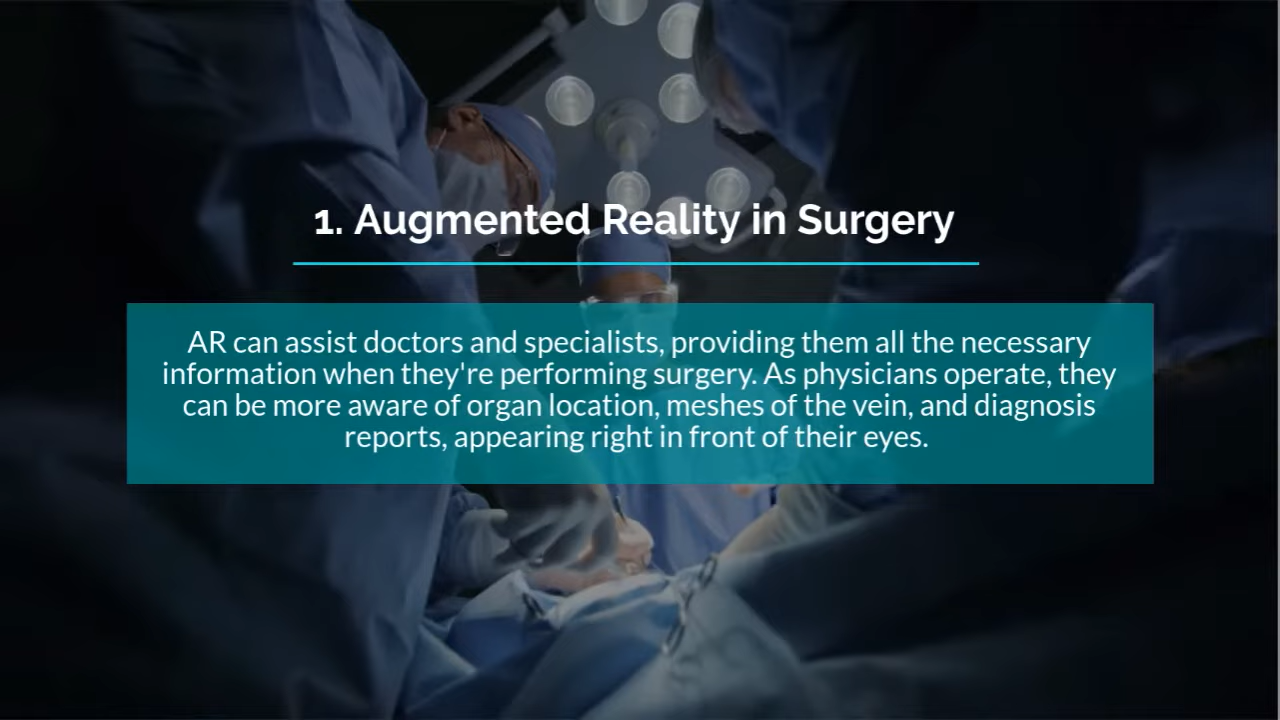 1. Augmented Reality in Surgery
AR can assist doctors and specialists, providing them all the necessary
information when they're performing surgery. As physicians operate, they
can be more aware of organ location, meshes of the vein, and diagnosis
reports, appearing right in front of their eyes.